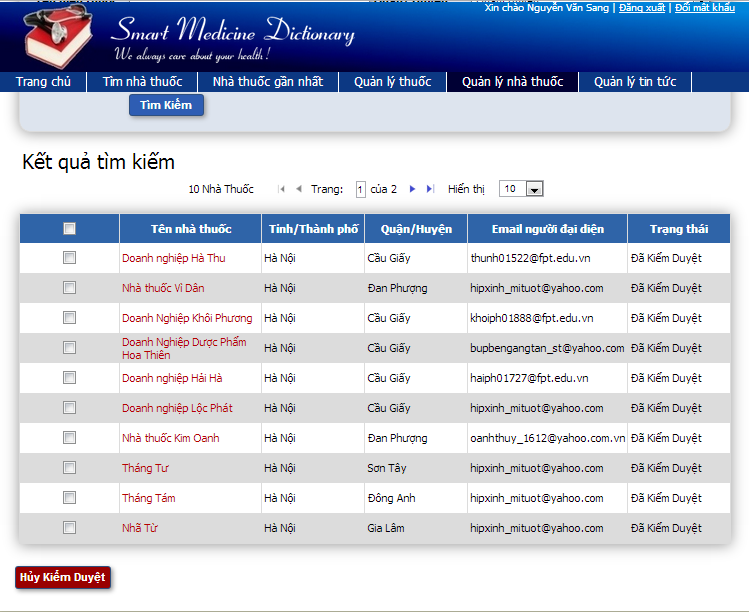 Xin chào Nguyễn Văn Sang | Đăng xuất | Đổi mật khẩu
Smart Medicine Dictionary
We always care about your health !
Trang chủ Tìm nhà thuốc Nhà thuốc gần nhất Quản lý thuốc Quản lý nhà thuốc Quản lý tin tức
Tìm Kiếm
Kết quả tìm kiếm
10 Nhà Thuốc Trang: 1 của 2 Hiển thị 10
Tên nhà thuốc Tỉnh/Thành phố Quận/Huyện Email người đại diện Trạng thái
Doanh nghiệp Hà Thu Hà Nội Cầu Giấy thunh01522@fpt.edu.vn Đã Kiểm Duyệt
Nhà thuốc Vì Dân Hà Nội Đan Phượng hipxinh_mituot@yahoo.com Đã Kiểm Duyệt
Doanh Nghiệp Khôi Phương Hà Nội Cầu Giấy khoiph01888@fpt.edu.vn Đã Kiểm Duyệt
Doanh Nghiệp Dược Phẩm
Hoa Thiên Hà Nội Cầu Giấy bupbengangtan_st@yahoo.com Đã Kiểm Duyệt
Doanh nghiệp Hải Hà Hà Nội Cầu Giấy haiph01727@fpt.edu.vn Đã Kiểm Duyệt
Doanh nghiệp Lộc Phát Hà Nội Cầu Giấy hipxinh_mituot@yahoo.com Đã Kiểm Duyệt
Nhà thuốc Kim Oanh Hà Nội Đan Phượng oanhthuy_1612@yahoo.com.vn Đã Kiểm Duyệt
Tháng Tư Hà Nội Sơn Tây hipxinh_mituot@yahoo.com Đã Kiểm Duyệt
Tháng Tám Hà Nội Đông Anh hipxinh_mituot@yahoo.com Đã Kiểm Duyệt
Nhã Từ Hà Nội Gia Lâm hipxinh_mituot@yahoo.com Đã Kiểm Duyệt
Hủy Kiểm Duyệt